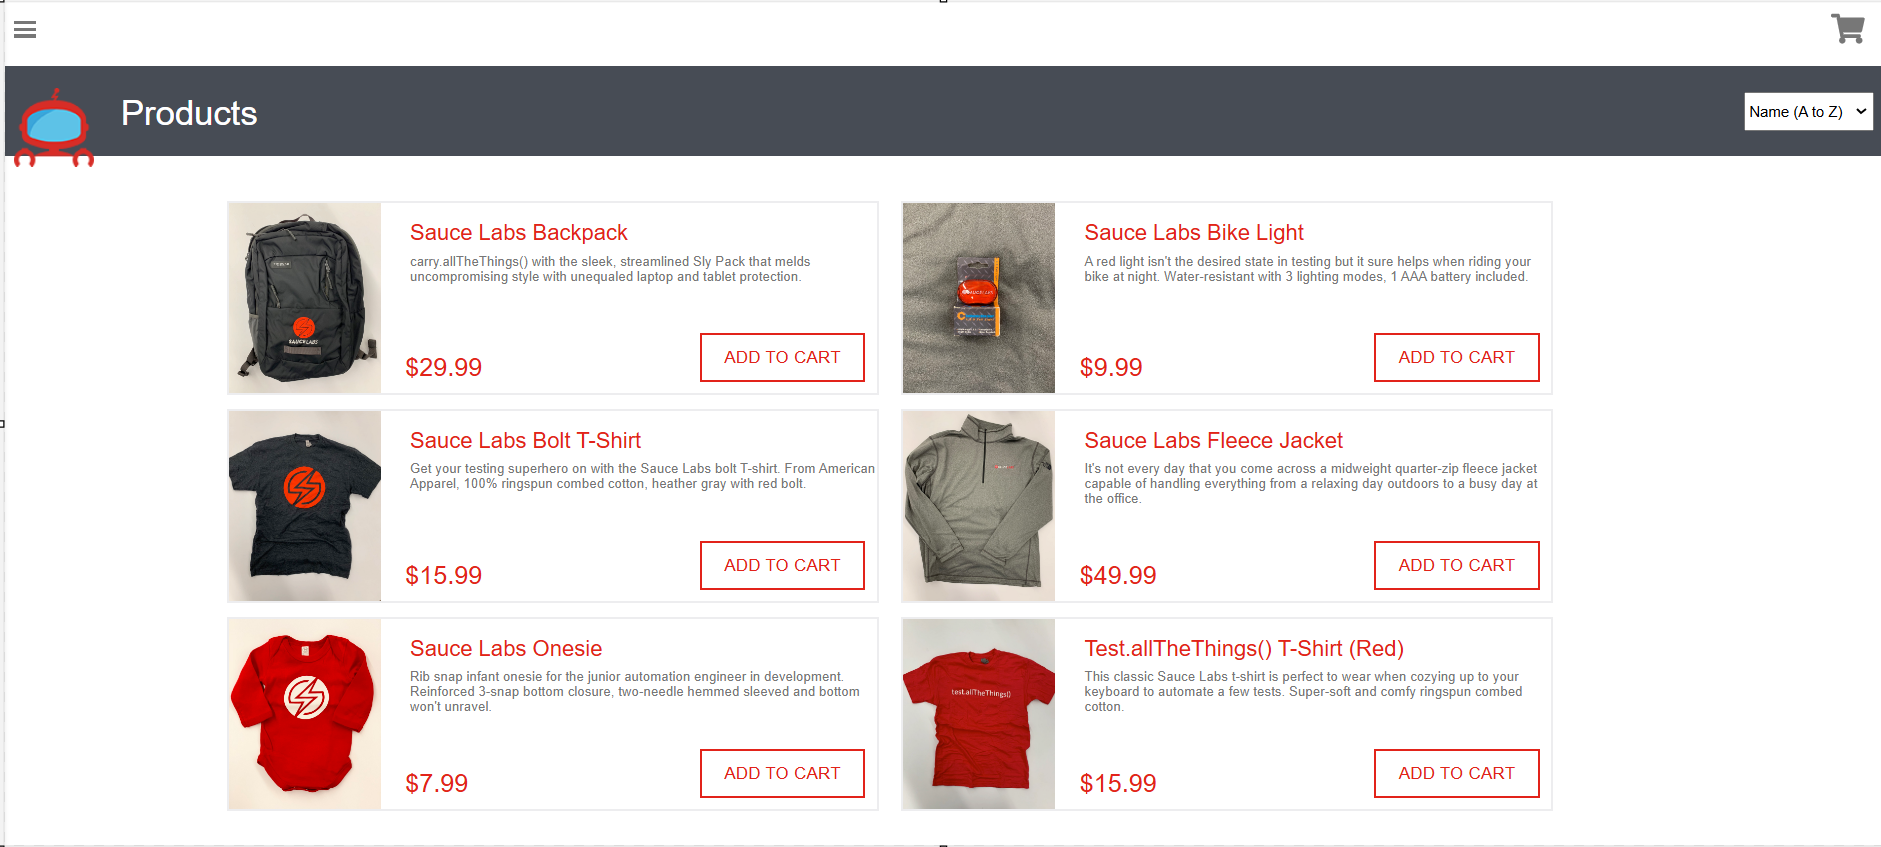 Products
Name (A to Z)
Sauce Labs Backpack
carry.allTheThings() with the sleek, streamlined Sly Pack that melds
uncompromising style with unequaled laptop and tablet protection.
$29.99
ADD TO CART
SAUCE LABS
Sauce Labs Bike Light
A red light isn't the desired state in testing but it sure helps when riding your
bike at night. Water-resistant with 3 lighting modes, 1 AAA battery included.
$9.99
ADD TO CART
Sauce Labs Bolt T-Shirt
Get your testing superhero on with the Sauce Labs bolt T-shirt. From American
Apparel, 100% ringspun combed cotton, heather gray with red bolt.
$15.99
ADD TO CART
Sauce Labs Fleece Jacket
It's not every day that you come across a midweight quarter-zip fleece jacket
capable of handling everything from a relaxing day outdoors to a busy day at
the office.
$49.99
ADD TO CART
Sauce Labs Onesie
Rib snap infant onesie for the junior automation engineer in development.
Reinforced 3-snap bottom closure, two-needle hemmed sleeved and bottom
won't unravel.
$7.99
ADD TO CART
test.allTheThings()
Test.allTheThings() T-Shirt (Red)
This classic Sauce Labs t-shirt is perfect to wear when cozying up to your
keyboard to automate a few tests. Super-soft and comfy ringspun combed
cotton.
$15.99
ADD TO CART